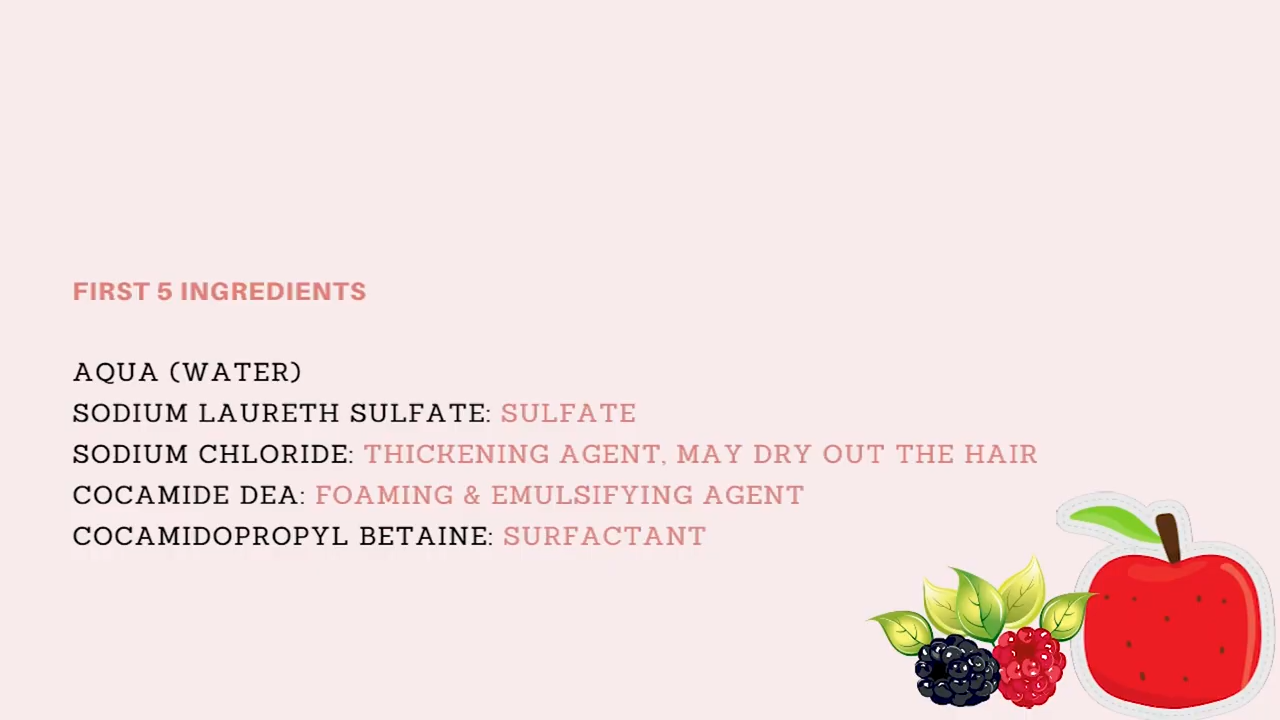 FIRST 5 INGREDIENTS
AQUA (WATER)
SODIUM LAURETH SULFATE: SULFATE
SODIUM CHLORIDE: THICKENING AGENT, MAY DRY OUT THE HAIR
COCAMIDE DEA: FOAMING & EMULSIFYING AGENT
COCAMIDOPROPYL BETAINE: SURFACTANT